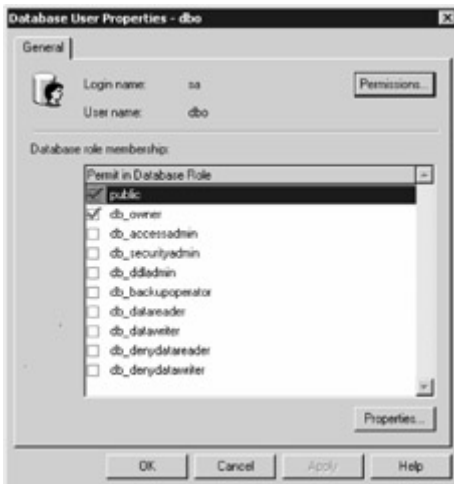 Database User Properties - dbo
General
Login name: sa
Permissions...
User name: dbo
Database role membership:
Permit in Database Role
public
db_owner
db_accessadmin
db_securityadmin
db_ddladmin
db_backupoperator
db_datareader
db_datawriter
db_denydatareader
db_denydatawriter
Properties...
OK Cancel Apply Help